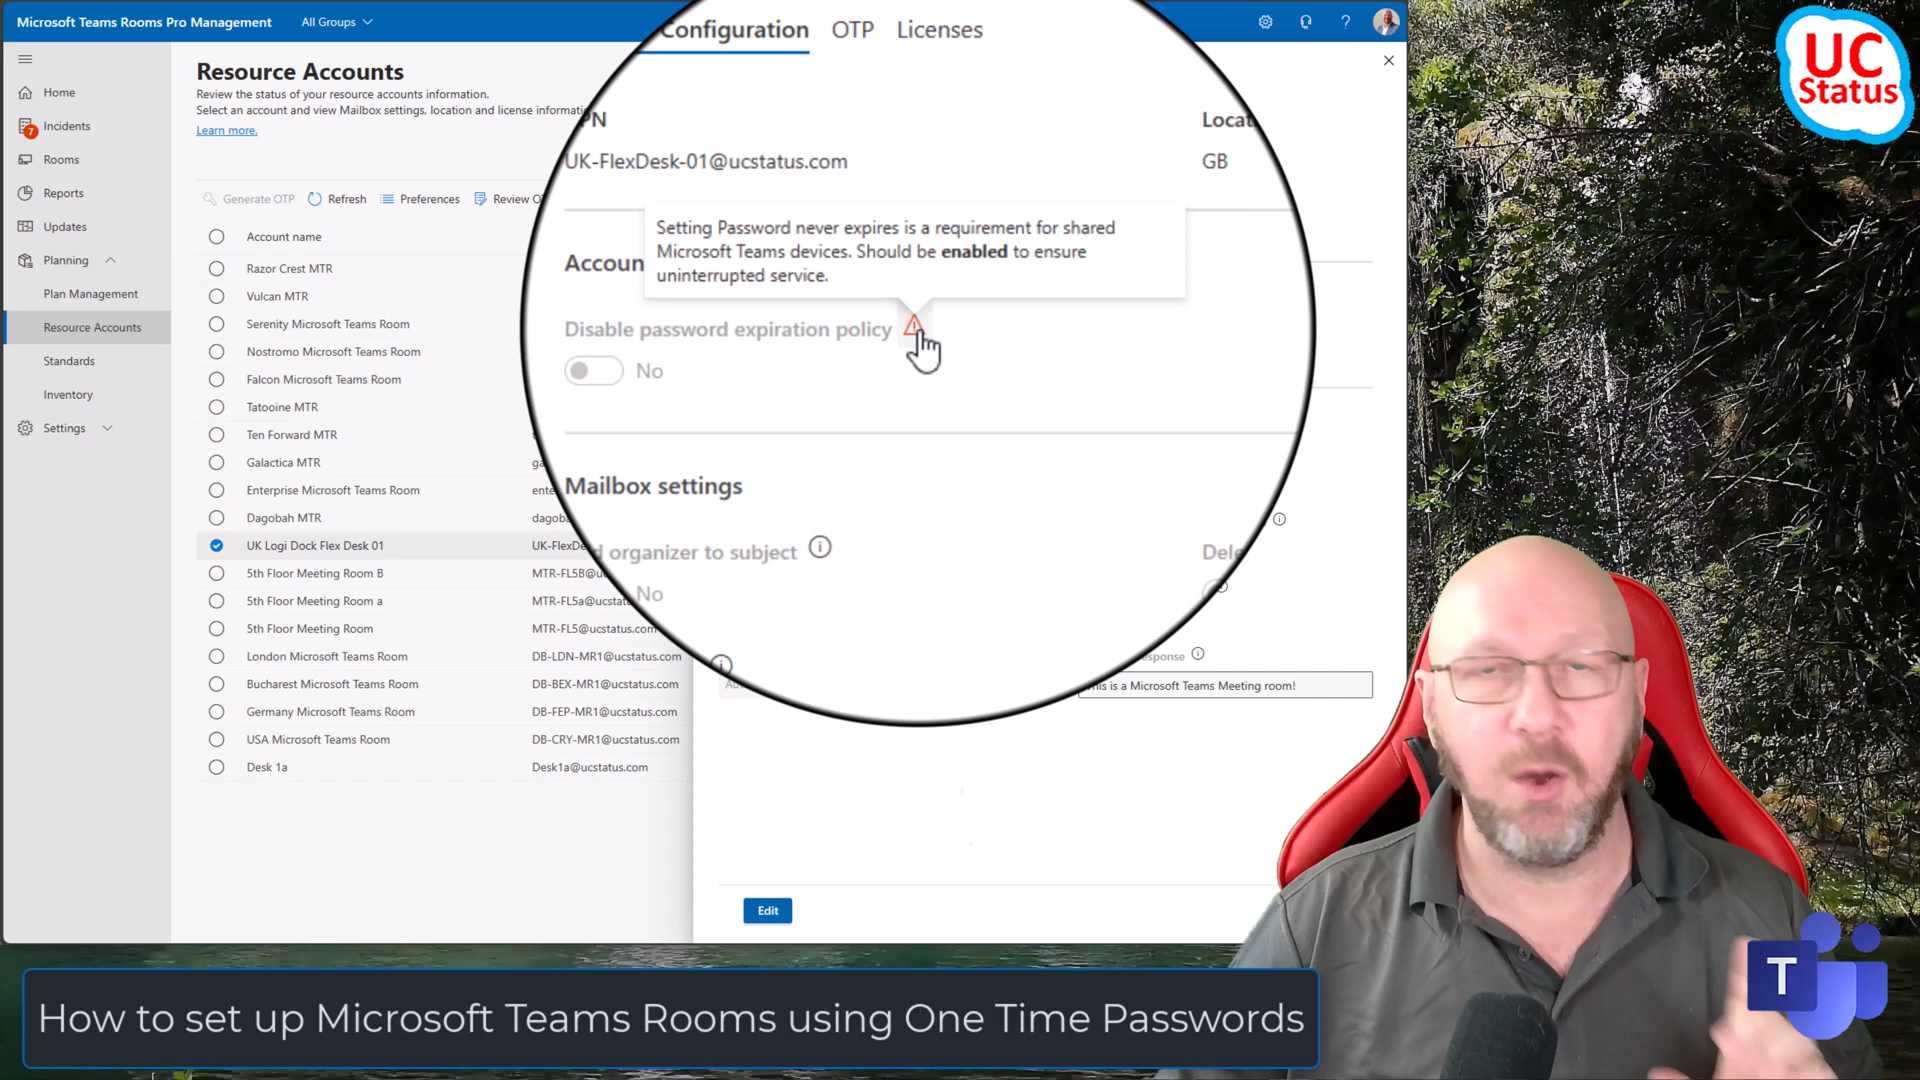 Microsoft Teams Rooms Pro Management
All Groups
Configuration
OTP
Licenses
Home
Incidents
7
Rooms
Reports
Updates
Planning
Plan Management
Resource Accounts
Standards
Inventory
Settings
Resource Accounts
Review the status of your resource accounts information.
Select an account and view Mailbox settings, location and license
Learn more.
Generate OTP
Refresh
Preferences
Review
Account name
Razor Crest MTR
Vulcan MTR
Serenity Microsoft Teams Room
Nostromo Microsoft Teams Room
Falcon Microsoft Teams Room
Tatooine MTR
Ten Forward MTR
Galactica MTR
Enterprise Microsoft Teams Room
Dagobah MTR
UK Logi Dock Flex Desk 01
5th Floor Meeting Room B
5th Floor Meeting Room a
5th Floor Meeting Room
MTR-FL5@ucstatus.com
London Microsoft Teams Room
DB-LDN-MR1@ucstatus.com
Bucharest Microsoft Teams Room
DB-BEX-MR1@ucstatus.com
Germany Microsoft Teams Room
DB-FEP-MR1@ucstatus.com
USA Microsoft Teams Room
DB-CRY-MR1@ucstatus.com
Desk 1a
Desk1a@ucstatus.com
UK-FlexDesk-01@ucstatus.com
GB
Setting Password never expires is a requirement for shared
Microsoft Teams devices. Should be enabled to ensure
uninterrupted service.
Disable password expiration policy
No
Mailbox settings
organizer to subject
No
This is a Microsoft Teams Meeting room!
Edit
UC
Status
T
How to set up Microsoft Teams Rooms using One Time Passwords